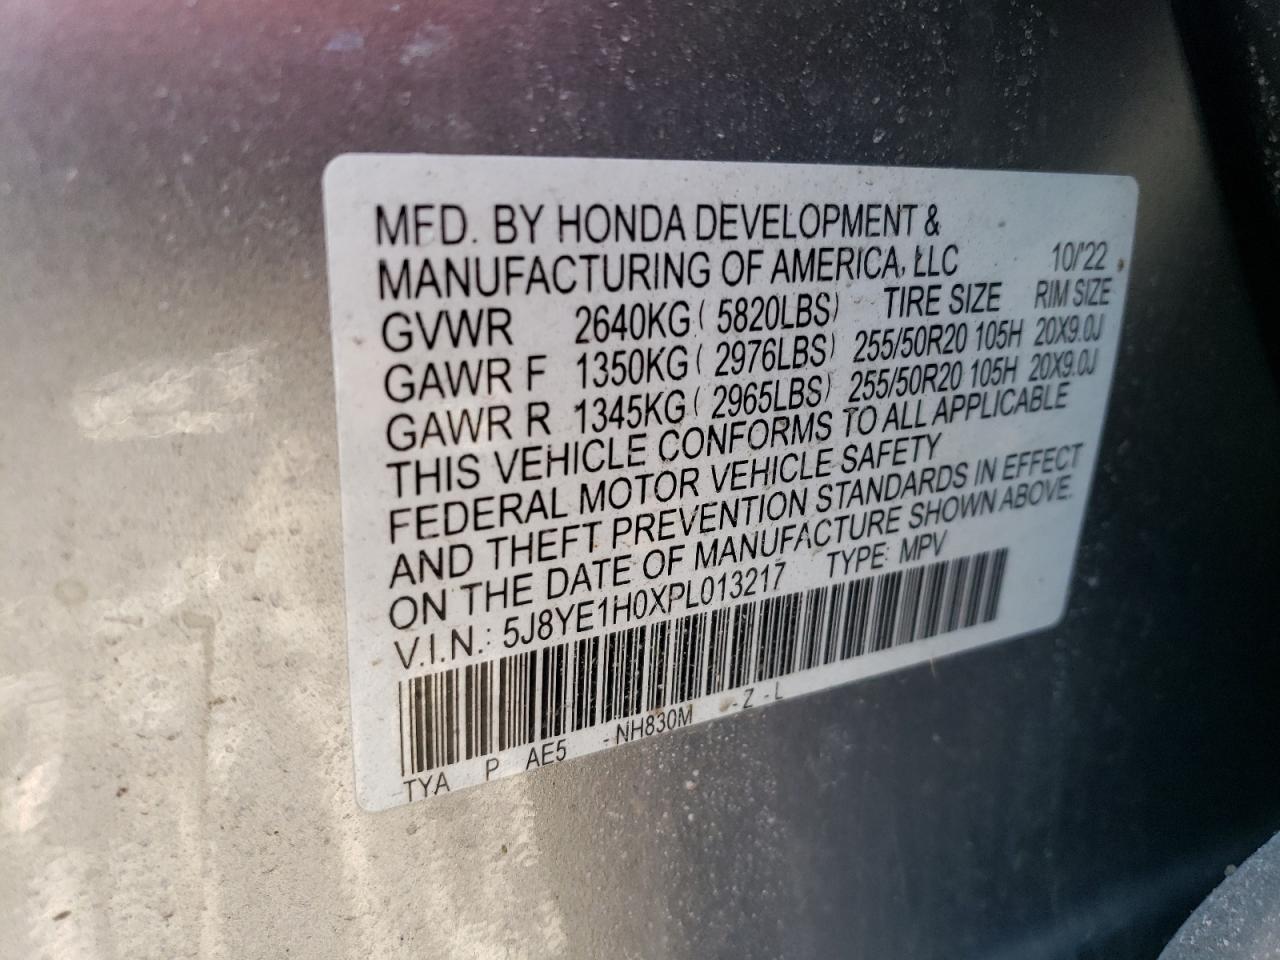 MFD. BY HONDA DEVELOPMENT &
MANUFACTURING OF AMERICA, LLC 10/'22
GVWR 2640KG ( 5820LBS) TIRE SIZE RIM SIZE
GAWR F 1350KG ( 2976LBS) 255/50R20 105H 20X9.0J
GAWR R 1345KG ( 2965LBS) 255/50R20 105H 20X9.0J
THIS VEHICLE CONFORMS TO ALL APPLICABLE
FEDERAL MOTOR VEHICLE SAFETY
AND THEFT PREVENTION STANDARDS IN EFFECT
ON THE DATE OF MANUFACTURE SHOWN ABOVE.
V.I.N.: 5J8YE1H0XPL013217 TYPE: MPV
TYA P AE5 -NH830M -Z-L